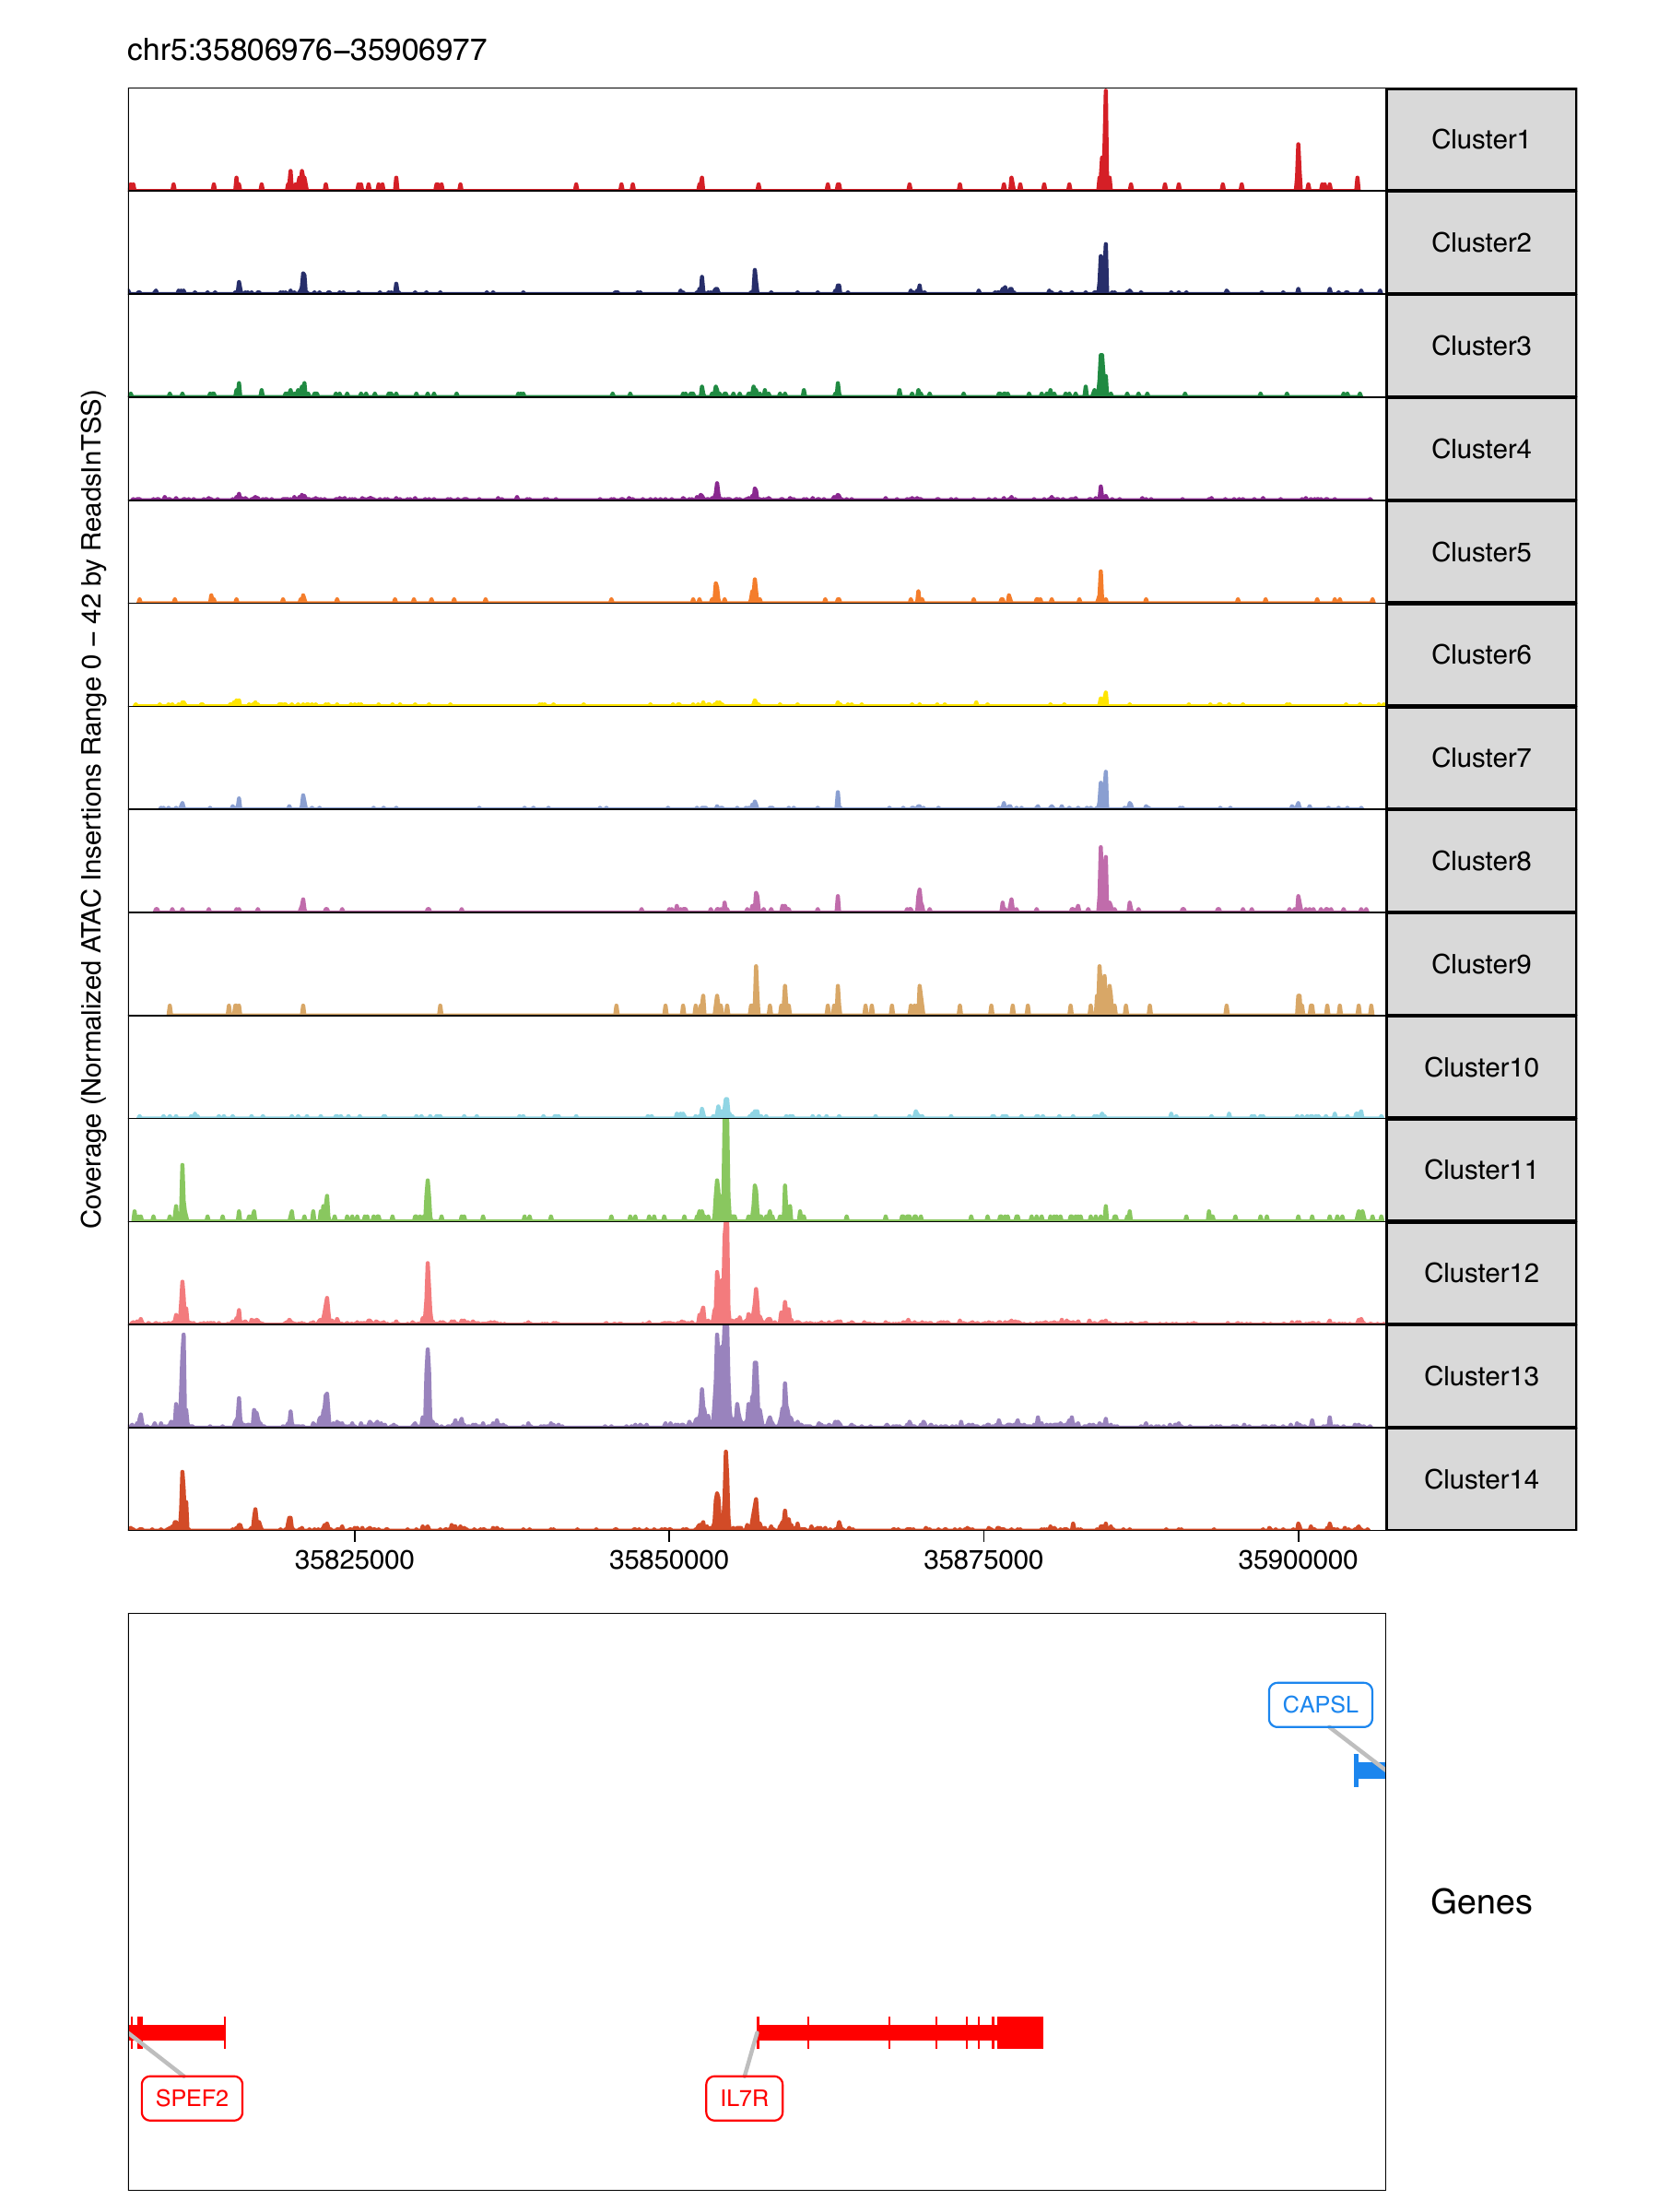 chr5:35806976–35906977
Coverage (Normalized ATAC Insertions Range 0 – 42 by ReadsInTSS)
Cluster1
Cluster2
Cluster3
Cluster4
Cluster5
Cluster6
Cluster7
Cluster8
Cluster9
Cluster10
Cluster11
Cluster12
Cluster13
Cluster14
35825000 35850000 35875000 35900000
CAPSL
Genes
SPEF2 IL7R